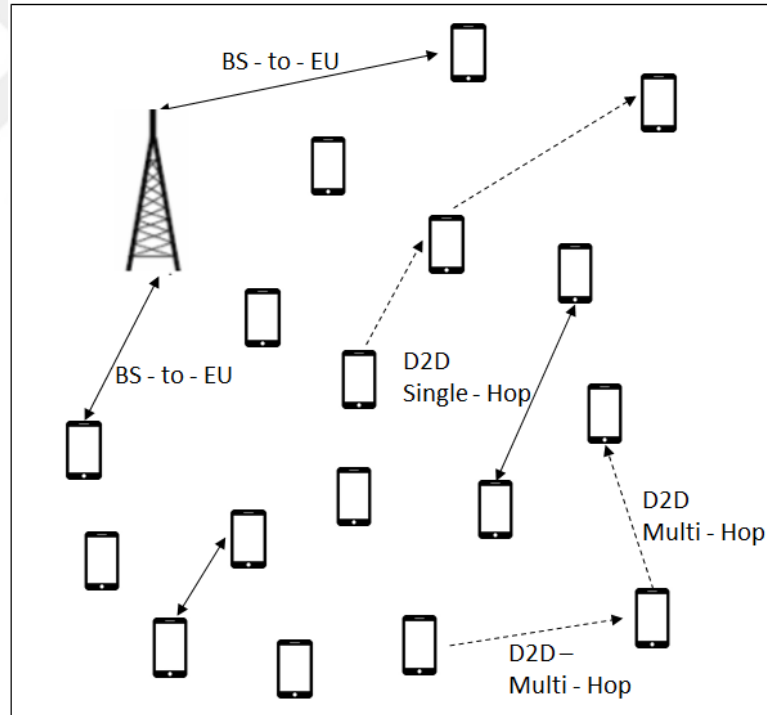 BS - to - EU
BS - to - EU
D2D
Single - Hop
D2D
Multi - Hop
D2D –
Multi - Hop